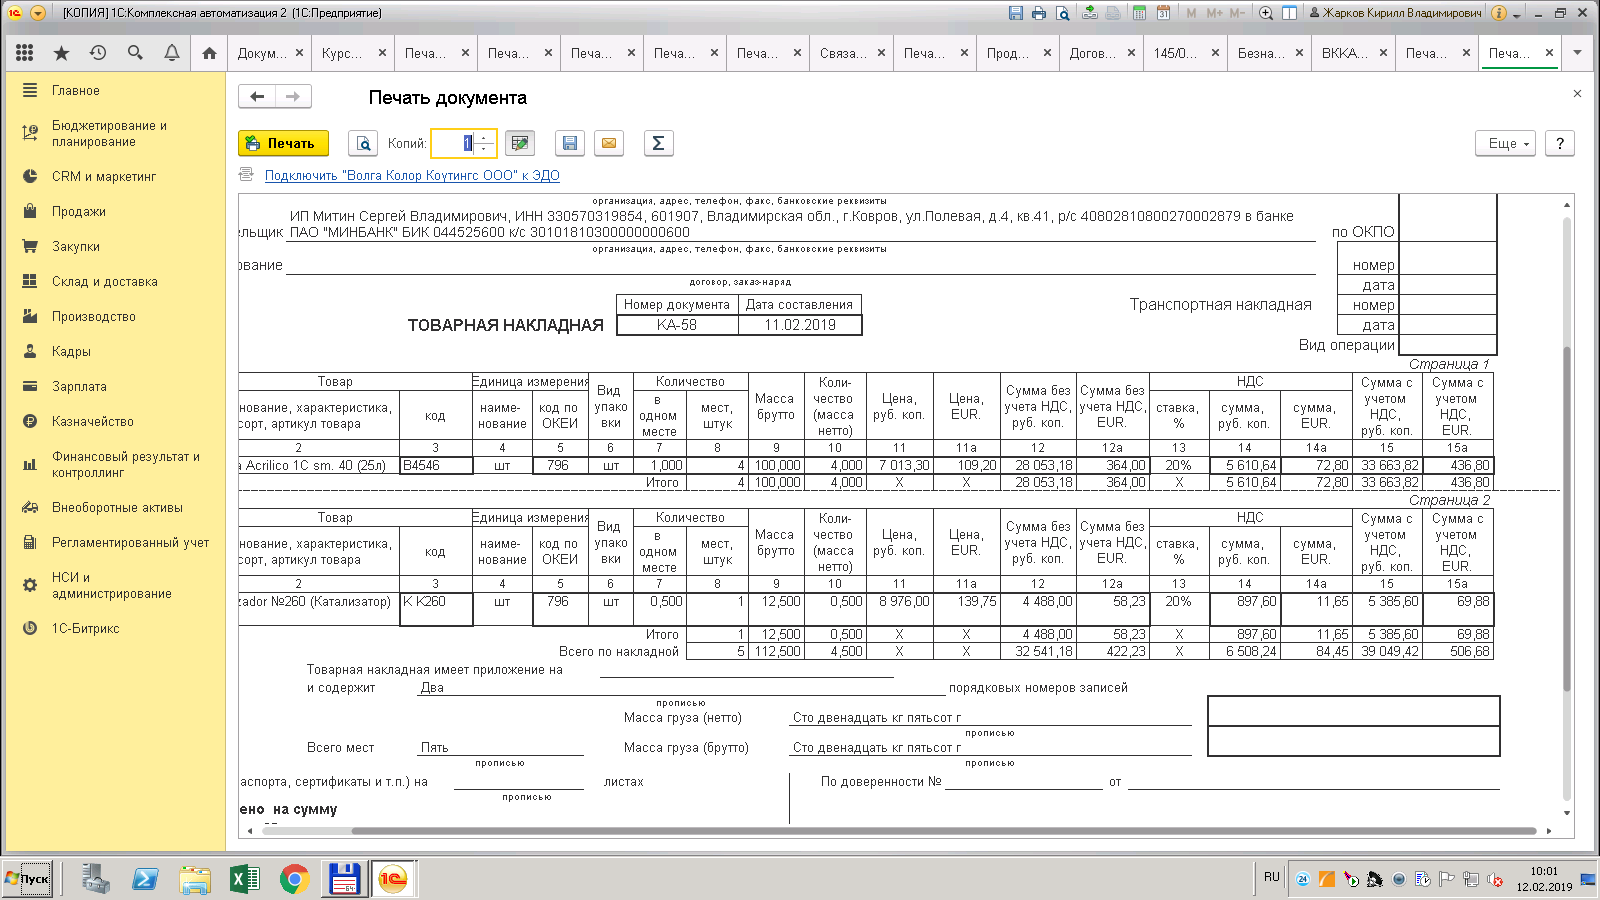 [КОПИЯ] 1С:Комплексная автоматизация 2 (1С:Предприятие)
M M+ M-
Жарков Кирилл Владимирович
Докум... Курс... Печа... Печа... Печа... Печа... Печа... Связа... Печа... Прод... Догов... 145/0... Безна... ВККА... Печа... Печа...
Главное
Бюджетирование и
планирование
CRM и маркетинг
Продажи
Закупки
Склад и доставка
Производство
Кадры
Зарплата
Казначейство
Финансовый результат и
контроллинг
Внеоборотные активы
Регламентированный учет
НСИ и
администрирование
1С-Битрикс
Печать документа
Печать Копий: 1 Σ Еще ?
Подключить "Волга Колор Коутингс ООО" к ЭДО
организация, адрес, телефон, факс, банковские реквизиты
ИП Митин Сергей Владимирович, ИНН 330570319854, 601907, Владимирская обл., г.Ковров, ул.Полевая, д.4, кв.41, р/с 40802810800270002879 в банке
ельщик ПАО "МИНБАНК" БИК 044525600 к/с 30101810300000000600 по ОКПО
организация, адрес, телефон, факс, банковские реквизиты
ование номер
договор, заказ-наряд дата
Номер документа Дата составления Транспортная накладная номер
ТОВАРНАЯ НАКЛАДНАЯ КА-58 11.02.2019 дата
Вид операции
Страница 1
Товар Единица измерения Вид упако вки Количество Масса брутто Коли- чество (масса нетто) Цена, руб. коп. Цена, EUR. Сумма без учета НДС, руб. коп. Сумма без учета НДС, EUR. НДС Сумма с учетом НДС, руб. коп. Сумма с учетом НДС, EUR.
нование, характеристика, сорт, артикул товара код наиме- нование код по ОКЕИ в одном месте мест, штук ставка, % сумма, руб. коп. сумма, EUR.
2 3 4 5 6 7 8 9 10 11 11а 12 12а 13 14 14а 15 15а
а Acrilico 1C sm. 40 (25л) B4546 шт 796 шт 1,000 4 100,000 4,000 7 013,30 109,20 28 053,18 364,00 20% 5 610,64 72,80 33 663,82 436,80
Итого 4 100,000 4,000 X X 28 053,18 364,00 X 5 610,64 72,80 33 663,82 436,80
Страница 2
Товар Единица измерения Вид упако вки Количество Масса брутто Коли- чество (масса нетто) Цена, руб. коп. Цена, EUR. Сумма без учета НДС, руб. коп. Сумма без учета НДС, EUR. НДС Сумма с учетом НДС, руб. коп. Сумма с учетом НДС, EUR.
нование, характеристика, сорт, артикул товара код наиме- нование код по ОКЕИ в одном месте мест, штук ставка, % сумма, руб. коп. сумма, EUR.
2 3 4 5 6 7 8 9 10 11 11а 12 12а 13 14 14а 15 15а
zador №260 (Катализатор) K K260 шт 796 шт 0,500 1 12,500 0,500 8 976,00 139,75 4 488,00 58,23 20% 897,60 11,65 5 385,60 69,88
Итого 1 12,500 0,500 X X 4 488,00 58,23 X 897,60 11,65 5 385,60 69,88
Всего по накладной 5 112,500 4,500 X X 32 541,18 422,23 X 6 508,24 84,45 39 049,42 506,68
Товарная накладная имеет приложение на
и содержит Два порядковых номеров записей
прописью
Масса груза (нетто) Сто двенадцать кг пятьсот г
прописью
Всего мест Пять Масса груза (брутто) Сто двенадцать кг пятьсот г
прописью прописью
аспорта, сертификаты и т.п.) на листах По доверенности № от
прописью
ено на сумму
Пуск
64
RU
24
10:01
12.02.2019